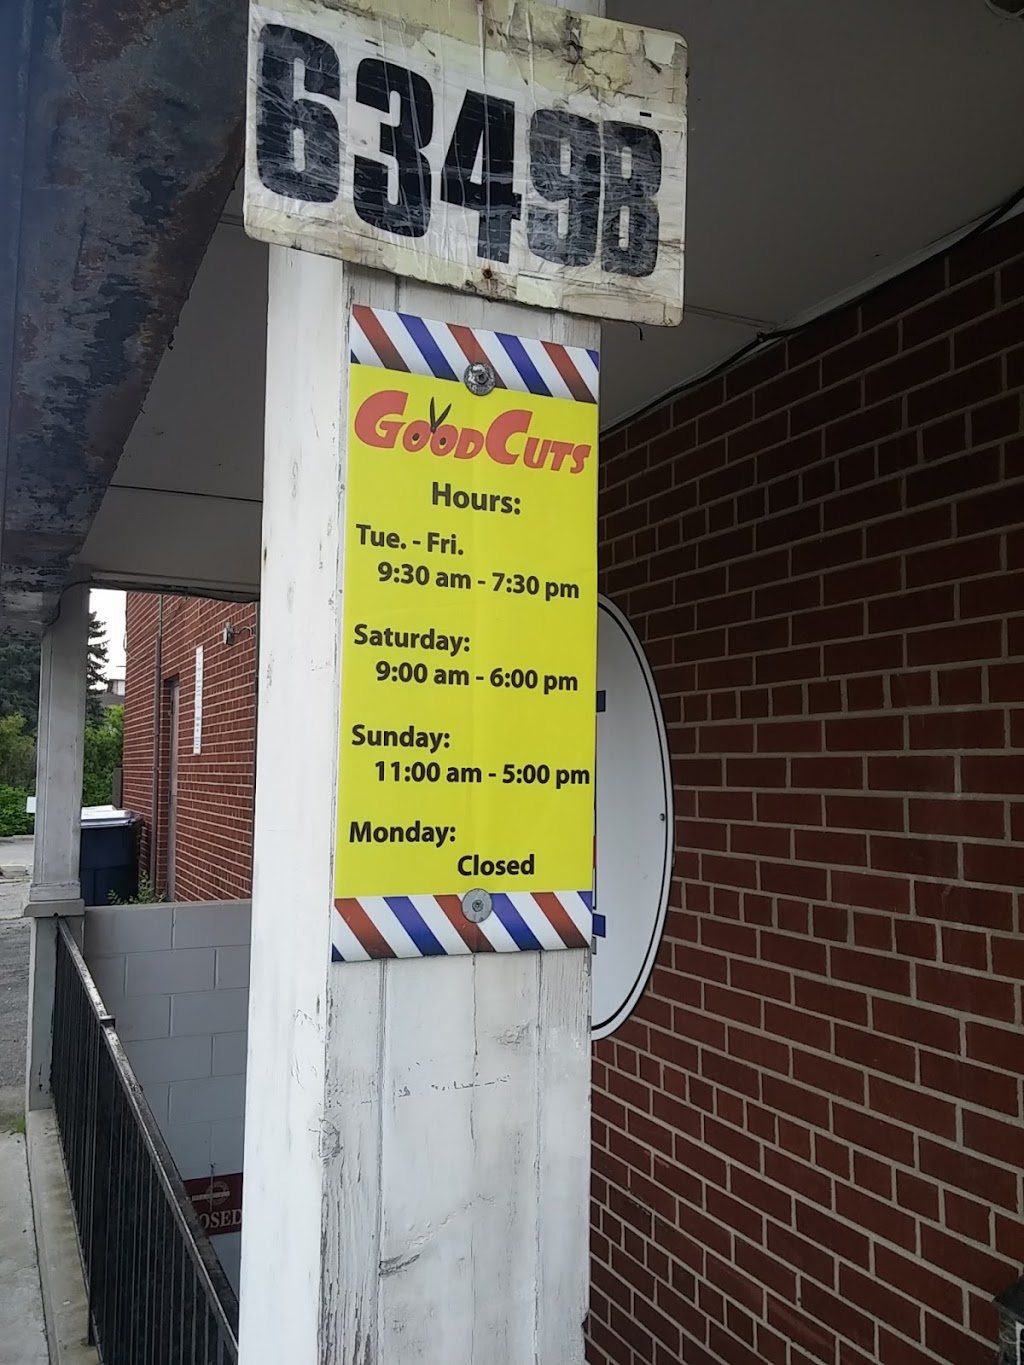 6349B
GOODCUTS
Hours:
Tue. - Fri.
9:30 am - 7:30 pm
Saturday:
9:00 am - 6:00 pm
Sunday:
11:00 am - 5:00 pm
Monday:
Closed